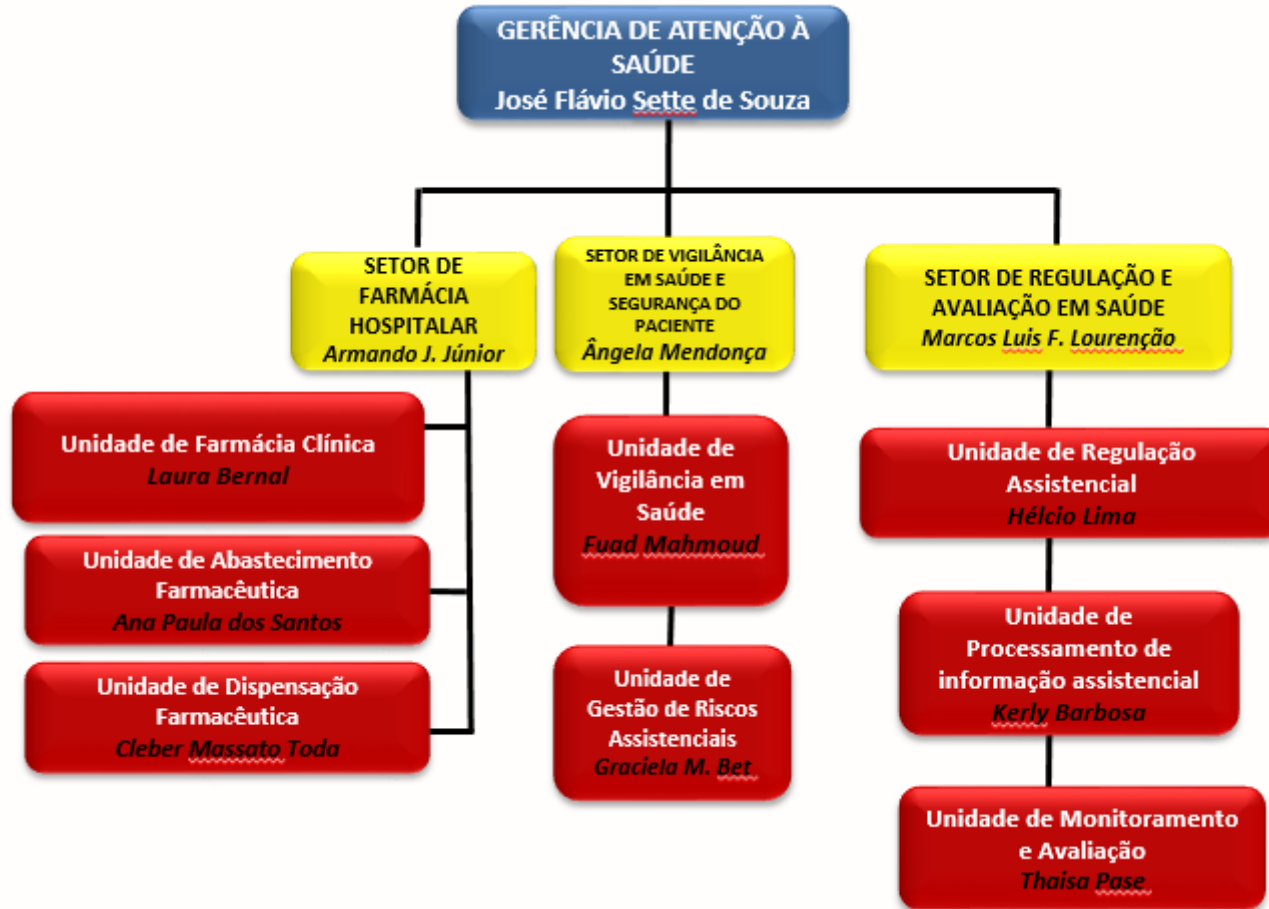 GERÊNCIA DE ATENÇÃO À
SAÚDE
José Flávio Sette de Souza
SETOR DE
FARMÁCIA
HOSPITALAR
Armando J. Júnior
SETOR DE VIGILÂNCIA
EM SAÚDE E
SEGURANÇA DO
PACIENTE
Ângela Mendonça
SETOR DE REGULAÇÃO E
AVALIAÇÃO EM SAÚDE
Marcos Luis F. Lourenção
Unidade de Farmácia Clínica
Laura Bernal
Unidade de Abastecimento
Farmacêutica
Ana Paula dos Santos
Unidade de Dispensação
Farmacêutica
Cleber Massato Toda
Unidade de
Vigilância em
Saúde
Fuad Mahmoud
Unidade de
Gestão de Riscos
Assistenciais
Graciela M. Bet
Unidade de Regulação
Assistencial
Hélcio Lima
Unidade de
Processamento de
informação assistencial
Kerly Barbosa
Unidade de Monitoramento
e Avaliação
Thaisa Pase